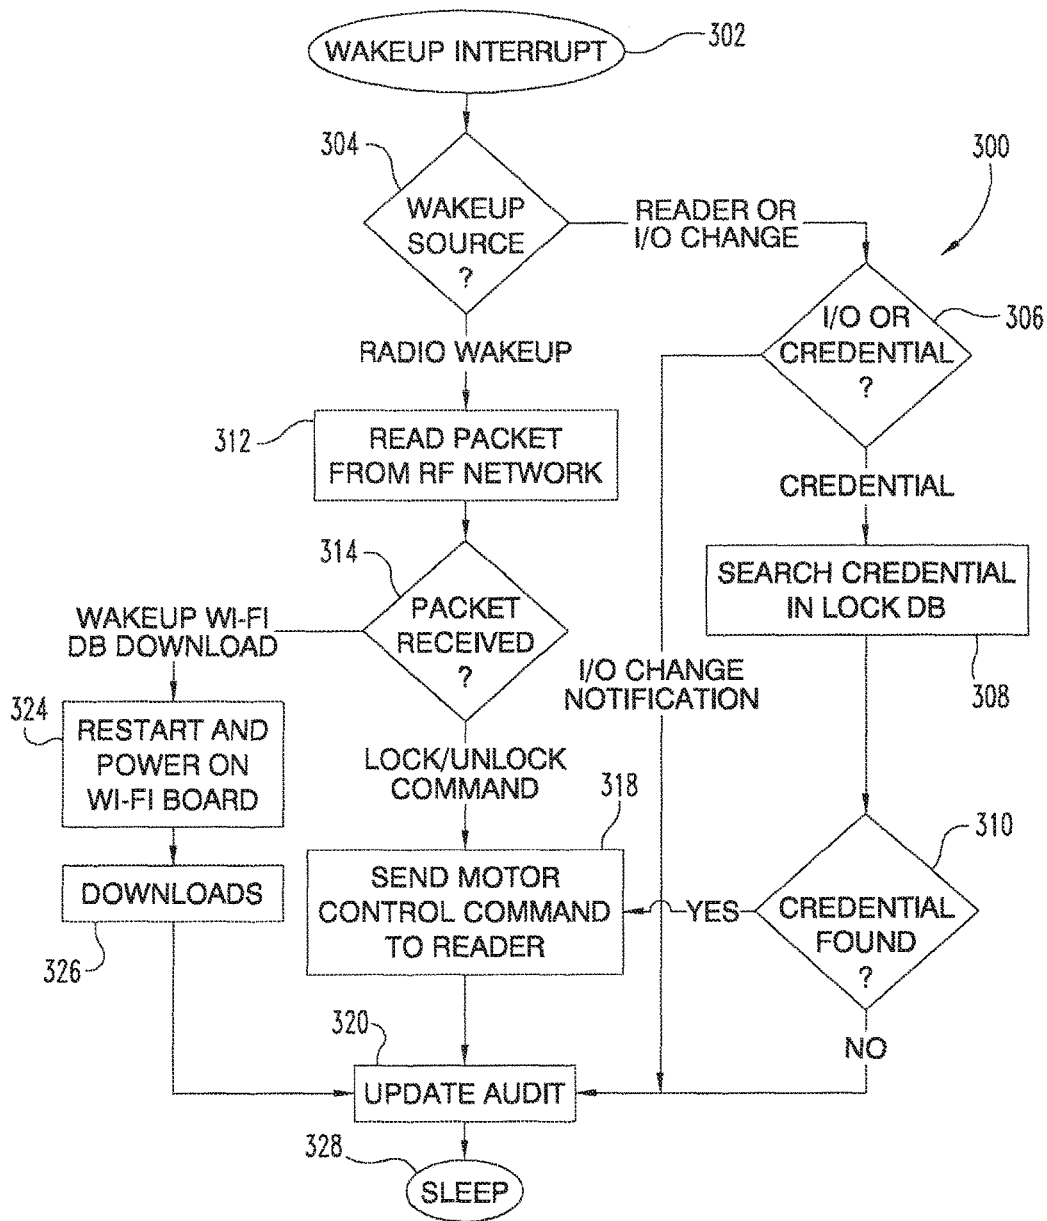 WAKEUP INTERRUPT
302
304
WAKEUP
SOURCE
?
READER OR
I/O CHANGE
300
I/O OR
CREDENTIAL
?
306
RADIO WAKEUP
312
READ PACKET
FROM RF NETWORK
CREDENTIAL
314
PACKET
RECEIVED
?
SEARCH CREDENTIAL
IN LOCK DB
308
WAKEUP WI-FI
DB DOWNLOAD
I/O CHANGE
NOTIFICATION
324
RESTART AND
POWER ON
WI-FI BOARD
LOCK/UNLOCK
COMMAND
318
310
DOWNLOADS
326
SEND MOTOR
CONTROL COMMAND
TO READER
YES
CREDENTIAL
FOUND
?
NO
320
UPDATE AUDIT
328
SLEEP